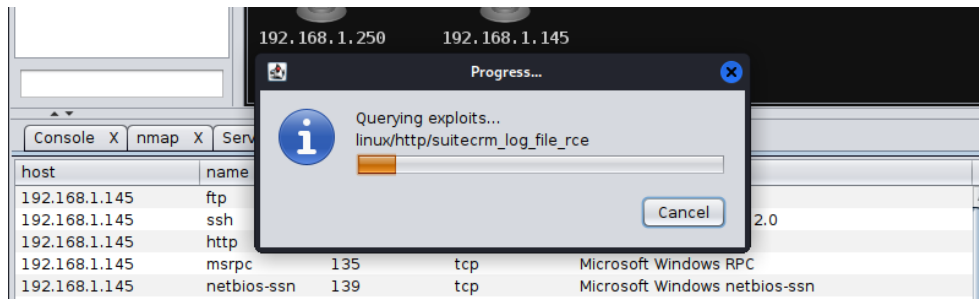 192.168.1.250 192.168.1.145
Progress...
Querying exploits...
linux/http/suitecrm_log_file_rce
Cancel
Console X nmap X Serv
host name
192.168.1.145 ftp
192.168.1.145 ssh 2.0
192.168.1.145 http
192.168.1.145 msrpc 135 tcp Microsoft Windows RPC
192.168.1.145 netbios-ssn 139 tcp Microsoft Windows netbios-ssn